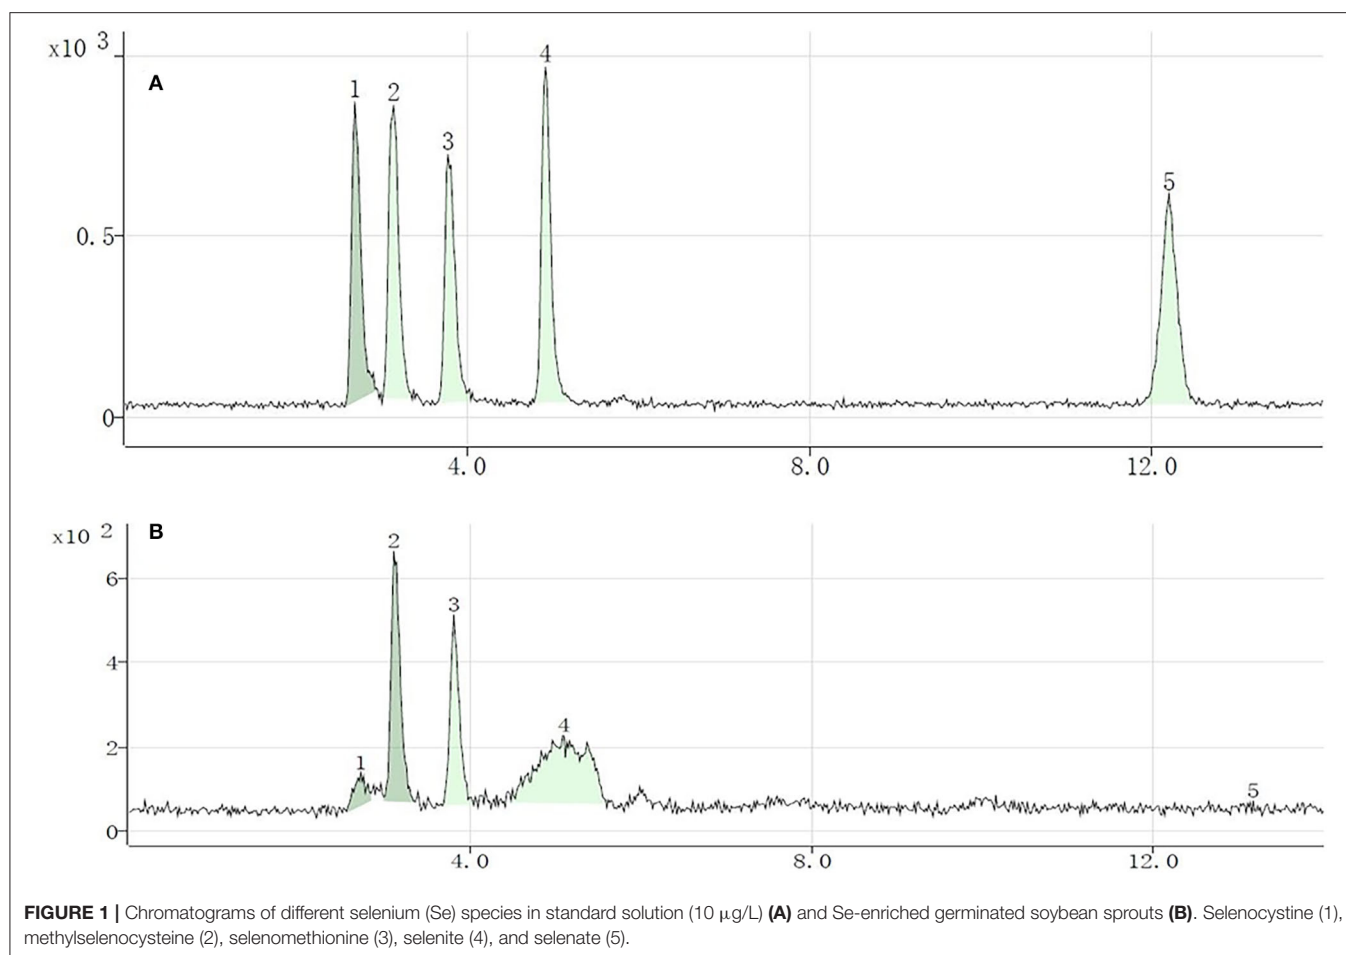 x10 3
A
1
2
3
4
5
0.5
0
4.0 8.0 12.0
x10 2
B
2
3
1
4
5
6
4
2
0
4.0 8.0 12.0
FIGURE 1 | Chromatograms of different selenium (Se) species in standard solution (10 μg/L) (A) and Se-enriched germinated soybean sprouts (B). Selenocystine (1),
methylselenocysteine (2), selenomethionine (3), selenite (4), and selenate (5).